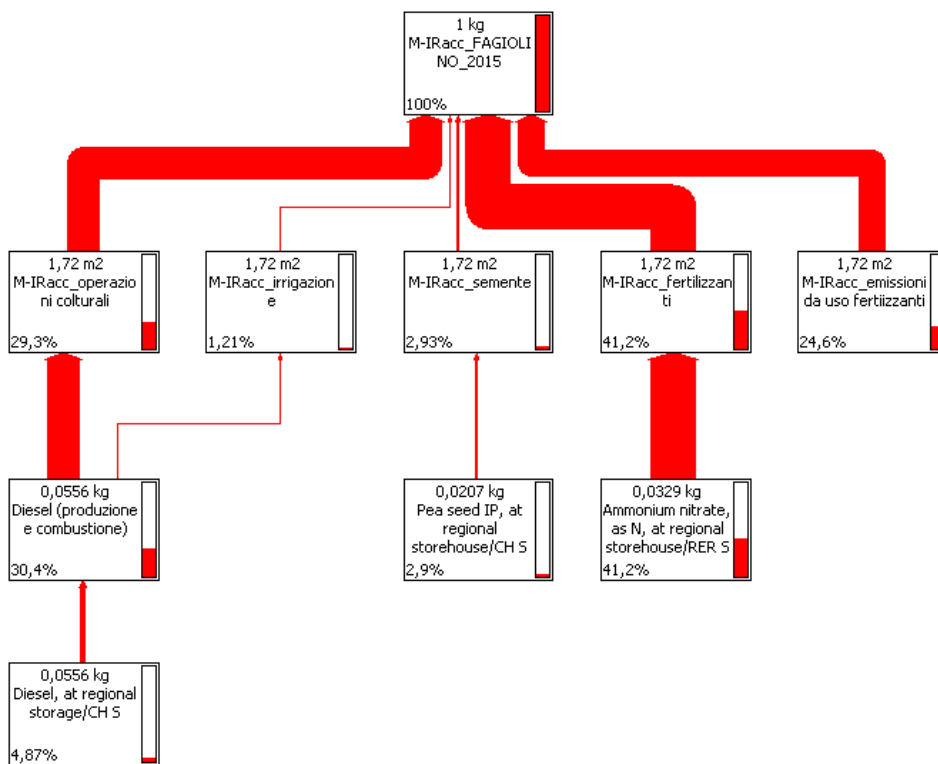 1 kg
M-IRacc_FAGIOLI
NO_2015
100%
1,72 m2
M-IRacc_operazio
ni colturali
29,3%
1,72 m2
M-IRacc_irrigazion
e
1,21%
1,72 m2
M-IRacc_semente
2,93%
1,72 m2
M-IRacc_fertilizzan
ti
41,2%
1,72 m2
M-IRacc_emissioni
da uso fertiizzanti
24,6%
0,0556 kg
Diesel (produzione
e combustione)
30,4%
0,0207 kg
Pea seed IP, at
regional
storehouse/CH S
2,9%
0,0329 kg
Ammonium nitrate,
as N, at regional
storehouse/RER S
41,2%
0,0556 kg
Diesel, at regional
storage/CH S
4,87%